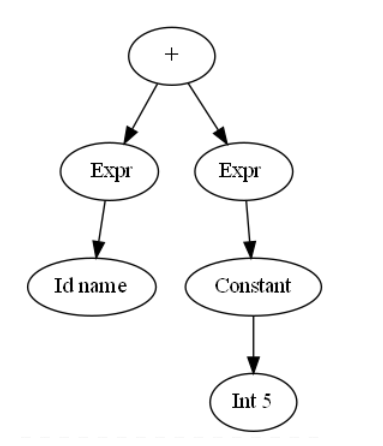 +
Expr Expr
Id name Constant
Int 5